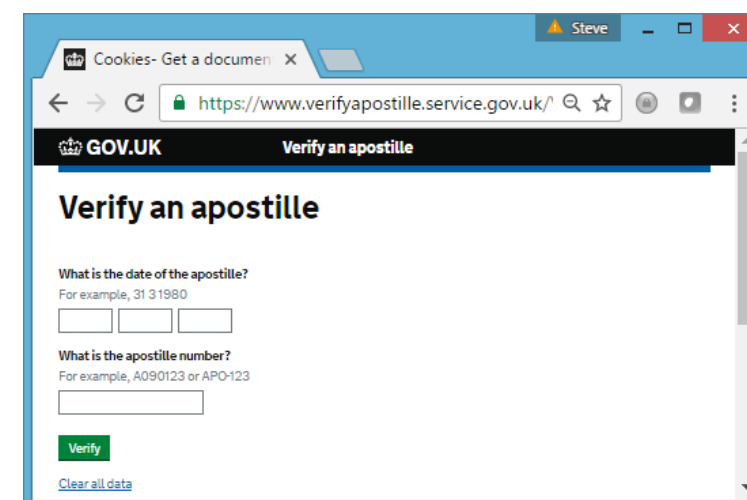 Steve
Cookies- Get a documen
https://www.verifyapostille.service.gov.uk/
GOV.UK Verify an apostille
Verify an apostille
What is the date of the apostille?
For example, 31 3 1980
What is the apostille number?
For example, A090123 or APO-123
Verify
Clear all data